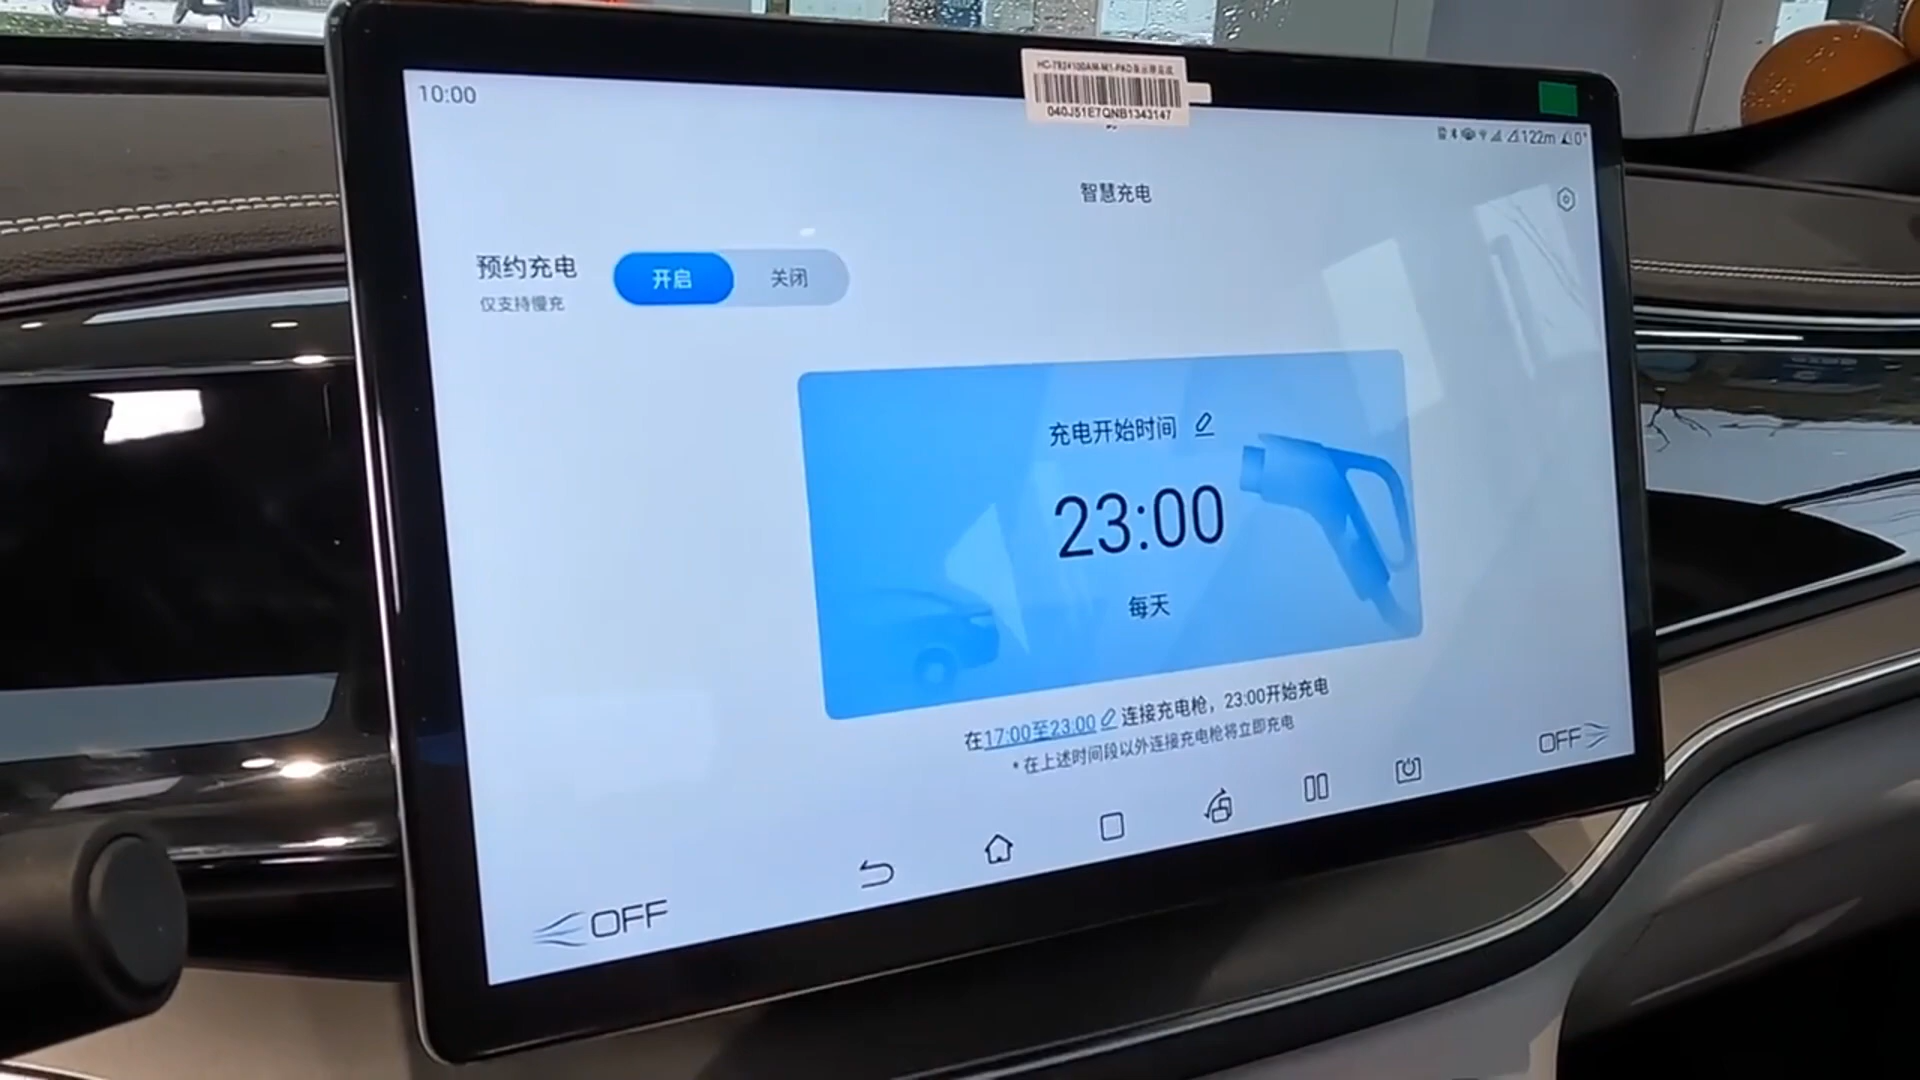 10:00
040J51E7QNB1343147
122m
0°
智慧充电
预约充电
开启
关闭
仅支持慢充
充电开始时间
23:00
每天
在17:00至23:00 连接充电枪，23:00开始充电
* 在上述时间段以外连接充电枪将立即充电
OFF
OFF